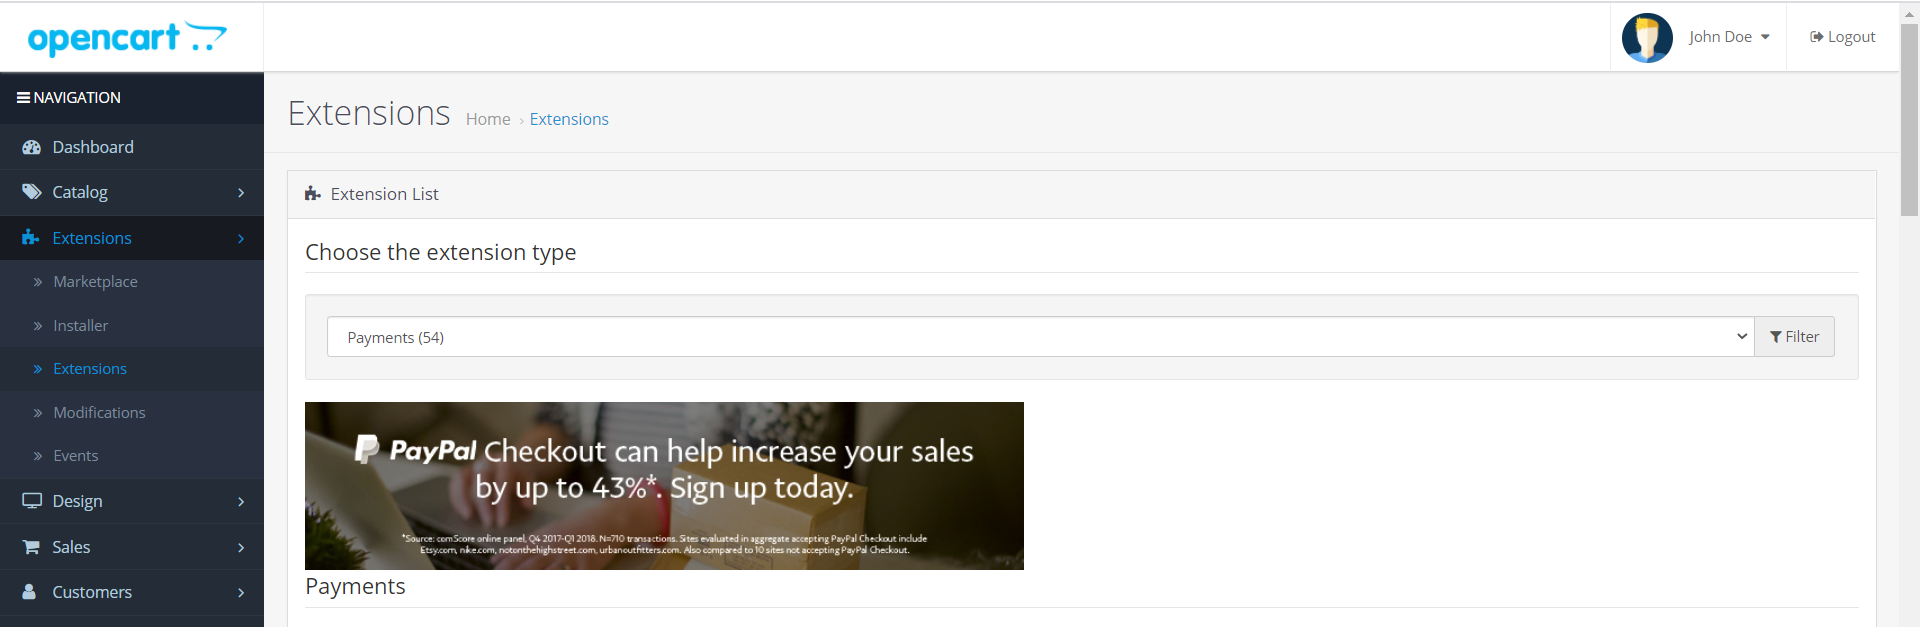 opencart
John Doe
Logout
NAVIGATION
Dashboard
Catalog
Extensions
Marketplace
Installer
Extensions
Modifications
Events
Design
Sales
Customers
Extensions
Home › Extensions
Extension List
Choose the extension type
Payments (54)
Filter
PayPal Checkout can help increase your sales
by up to 43%*. Sign up today.
*Source: comScore online panel, Q4 2017-Q1 2018. N=710 transactions. Sites evaluated in aggregate accepting PayPal Checkout include
Etsy.com, nike.com, notonthehighstreet.com, urbanoutfitters.com. Also compared to 10 sites not accepting PayPal Checkout.
Payments